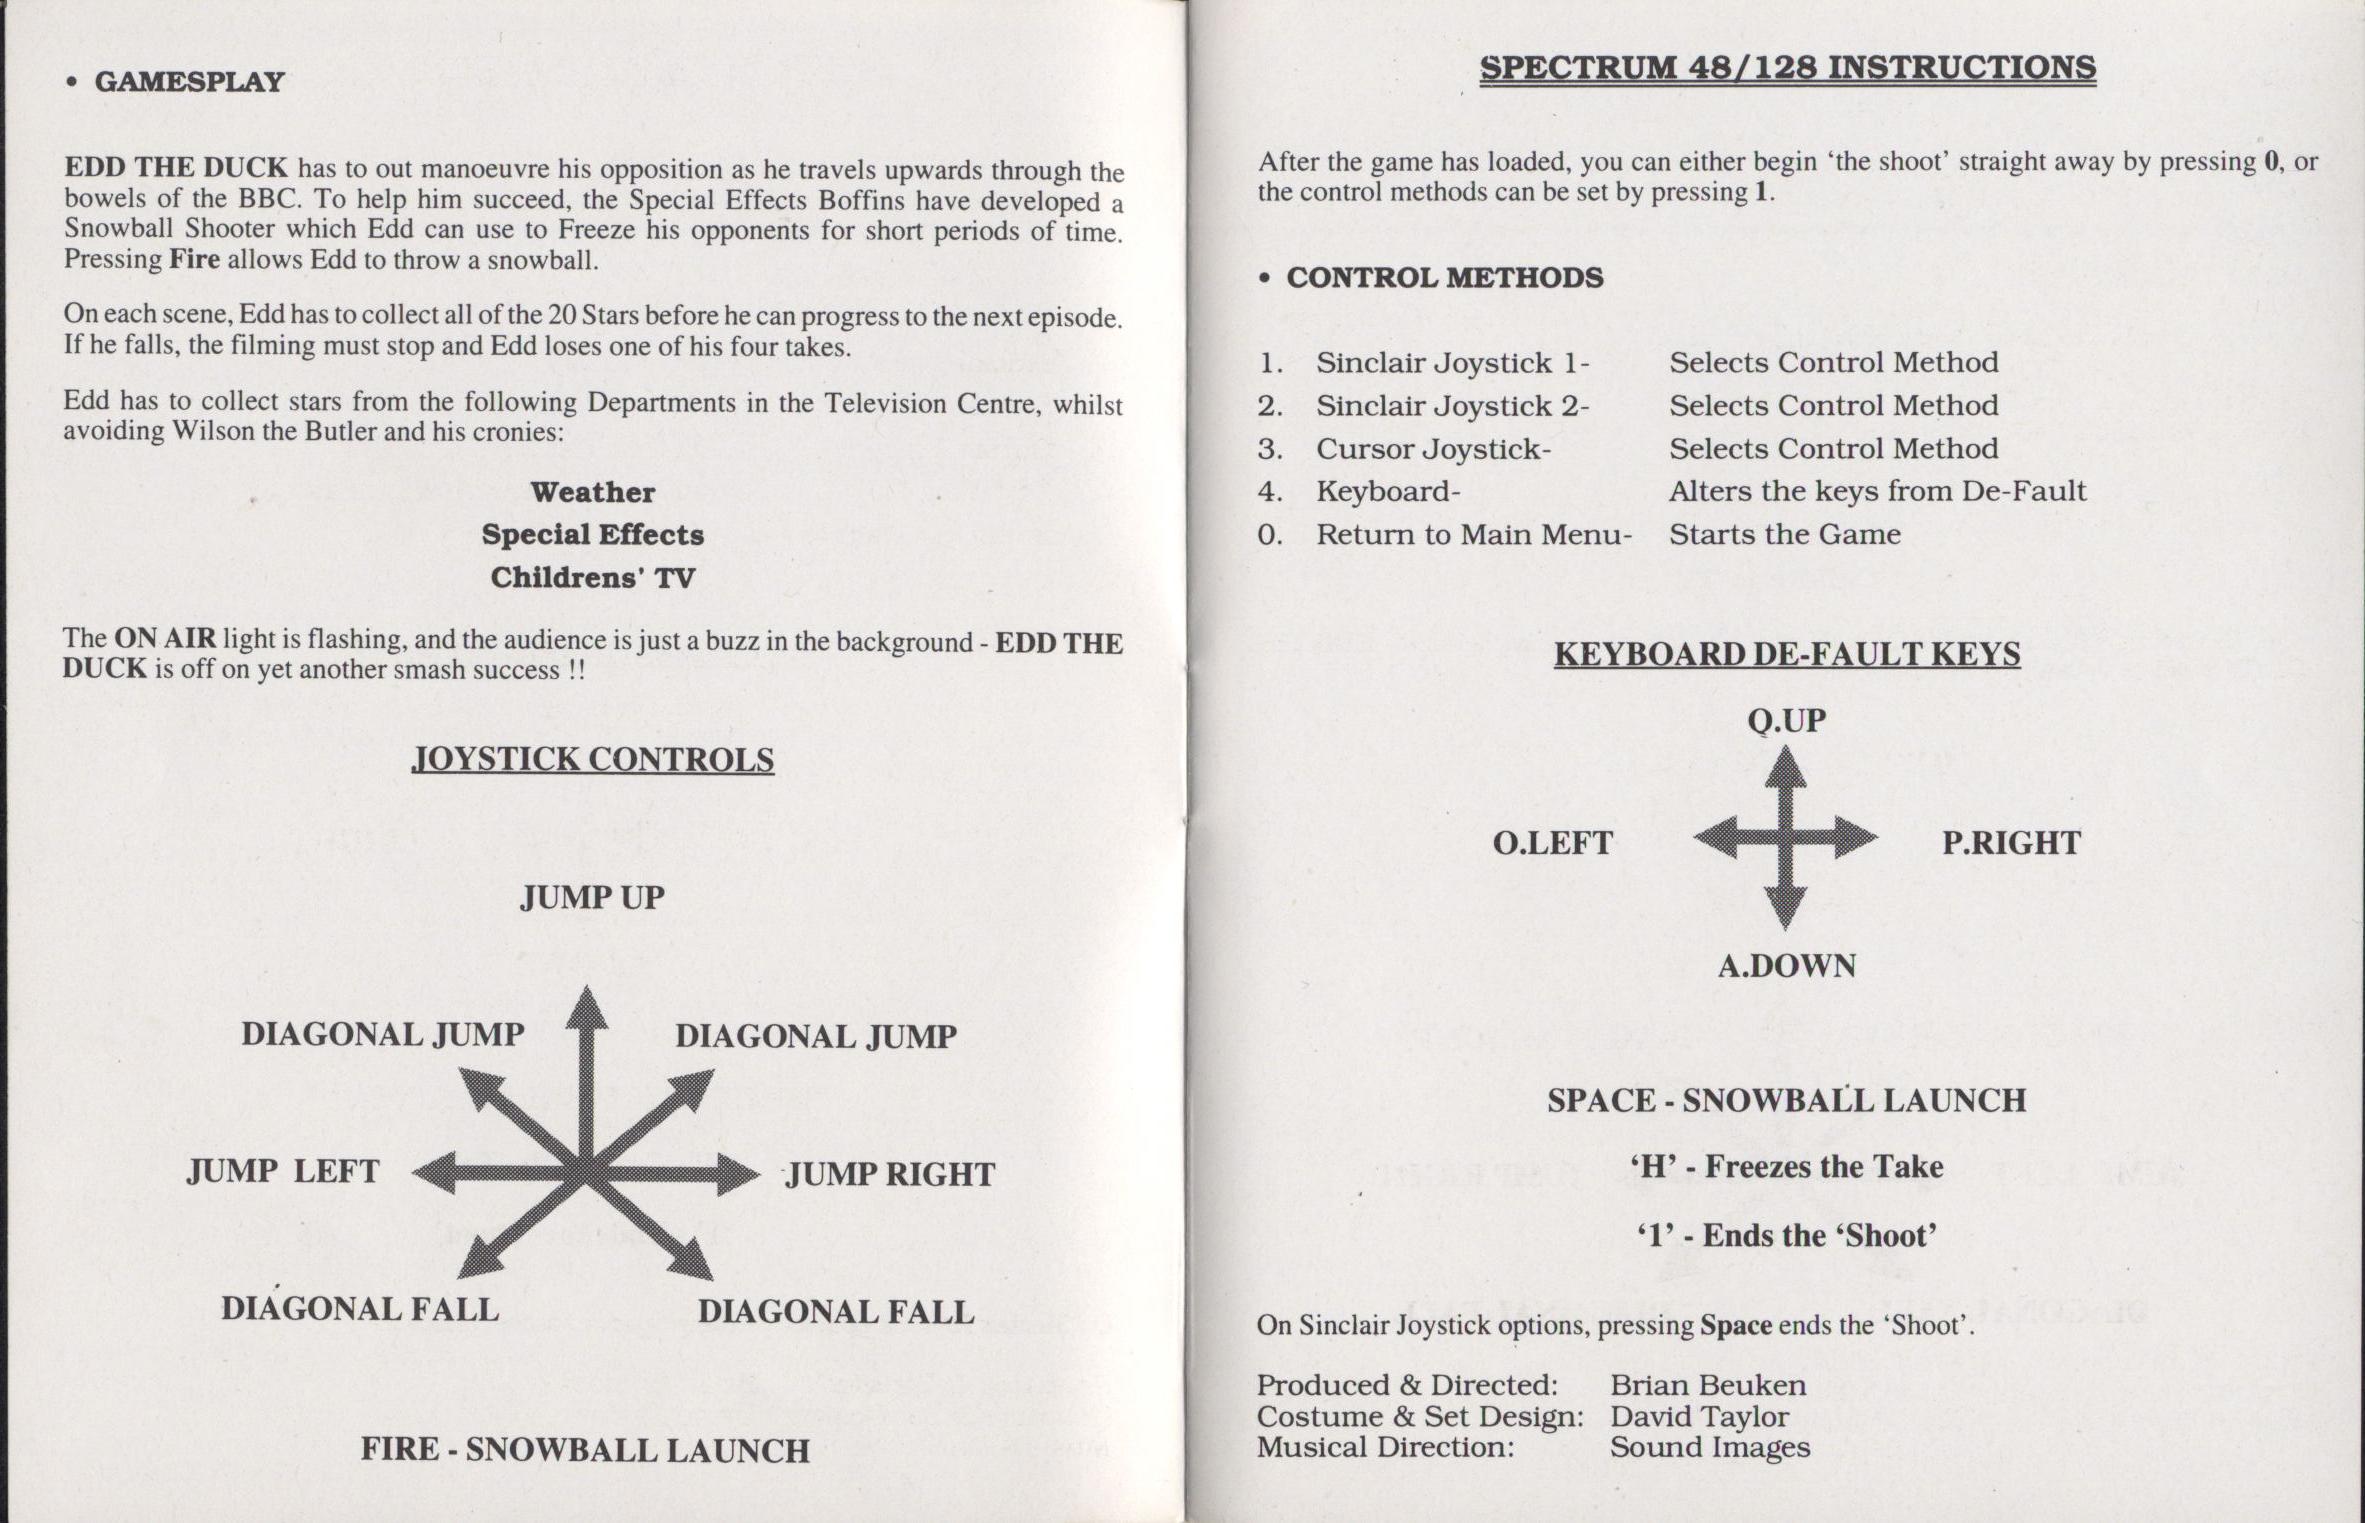 • GAMESPLAY
EDD THE DUCK has to out manoeuvre his opposition as he travels upwards through the
bowels of the BBC. To help him succeed, the Special Effects Boffins have developed a
Snowball Shooter which Edd can use to Freeze his opponents for short periods of time.
Pressing Fire allows Edd to throw a snowball.
On each scene, Edd has to collect all of the 20 Stars before he can progress to the next episode.
If he falls, the filming must stop and Edd loses one of his four takes.
Edd has to collect stars from the following Departments in the Television Centre, whilst
avoiding Wilson the Butler and his cronies:
Weather
Special Effects
Childrens' TV
The ON AIR light is flashing, and the audience is just a buzz in the background - EDD THE
DUCK is off on yet another smash success !!
JOYSTICK CONTROLS
JUMP UP
DIAGONAL JUMP DIAGONAL JUMP
JUMP LEFT JUMP RIGHT
DIAGONAL FALL DIAGONAL FALL
FIRE - SNOWBALL LAUNCH
SPECTRUM 48/128 INSTRUCTIONS
After the game has loaded, you can either begin ‘the shoot’ straight away by pressing 0, or
the control methods can be set by pressing 1.
• CONTROL METHODS
1. Sinclair Joystick 1- Selects Control Method
2. Sinclair Joystick 2- Selects Control Method
3. Cursor Joystick- Selects Control Method
4. Keyboard- Alters the keys from De-Fault
0. Return to Main Menu- Starts the Game
KEYBOARD DE-FAULT KEYS
Q.UP
O.LEFT P.RIGHT
A.DOWN
SPACE - SNOWBALL LAUNCH
‘H’ - Freezes the Take
‘1’ - Ends the ‘Shoot’
On Sinclair Joystick options, pressing Space ends the ‘Shoot’.
Produced & Directed: Brian Beuken
Costume & Set Design: David Taylor
Musical Direction: Sound Images